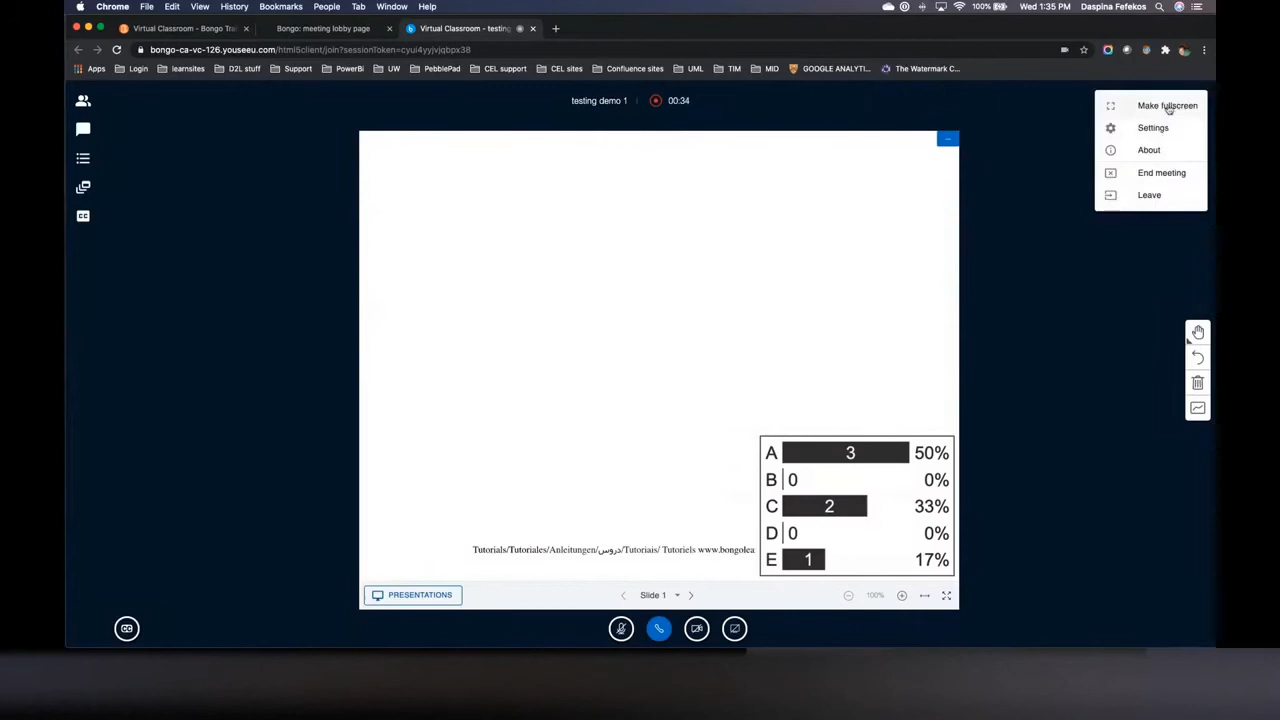 Chrome File Edit View History Bookmarks People Tab Window Help 100% Wed 1:35 PM Daspina Fefekos
Virtual Classroom - Bongo Trai Bongo: meeting lobby page Virtual Classroom - testing
bongo-ca-vc-126.youseeu.com/html5client/join?sessionToken=cyui4yyjvjqbpx38
Apps Login learnsites D2L stuff Support PowerBi UW PebblePad CEL support CEL sites Confluence sites UML TIM MID GOOGLE ANALYTI... The Watermark C...
testing demo 1 00:34
Make fullscreen
Settings
About
End meeting
Leave
CC
A 3 50%
B 0 0%
C 2 33%
D 0 0%
E 1 17%
Tutorials/Tutoriales/Anleitungen/دروس/Tutoriais/ Tutoriels www.bongolea
PRESENTATIONS Slide 1 100%